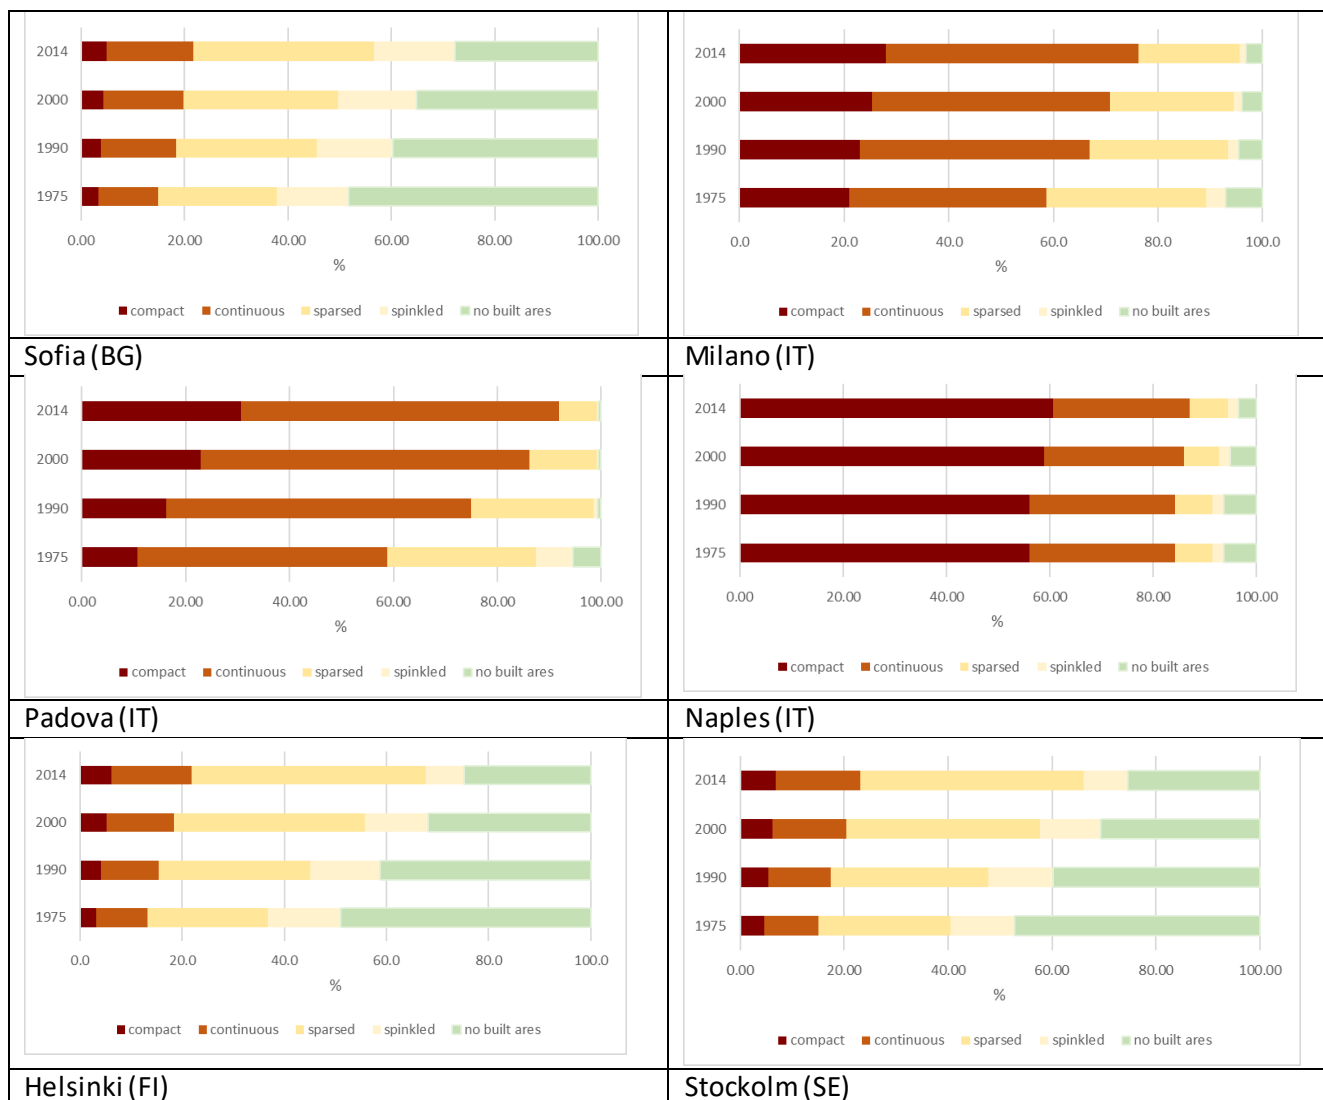 2014
2000
1990
1975
0.00 20.00 40.00 60.00 80.00 100.00
%
compact continuous sparsed spinkled no built ares
Sofia (BG)
2014
2000
1990
1975
0.0 20.0 40.0 60.0 80.0 100.0
%
compact continuous sparsed spinkled no built ares
Milano (IT)
2014
2000
1990
1975
0.00 20.00 40.00 60.00 80.00 100.00
%
compact continuous sparsed spinkled no built ares
Padova (IT)
2014
2000
1990
1975
0.00 20.00 40.00 60.00 80.00 100.00
%
compact continuous sparsed spinkled no built ares
Naples (IT)
2014
2000
1990
1975
0.0 20.0 40.0 60.0 80.0 100.0
%
compact continuous sparsed spinkled no built ares
Helsinki (FI)
2014
2000
1990
1975
0.00 20.00 40.00 60.00 80.00 100.00
%
compact continuous sparsed spinkled no built ares
Stockolm (SE)